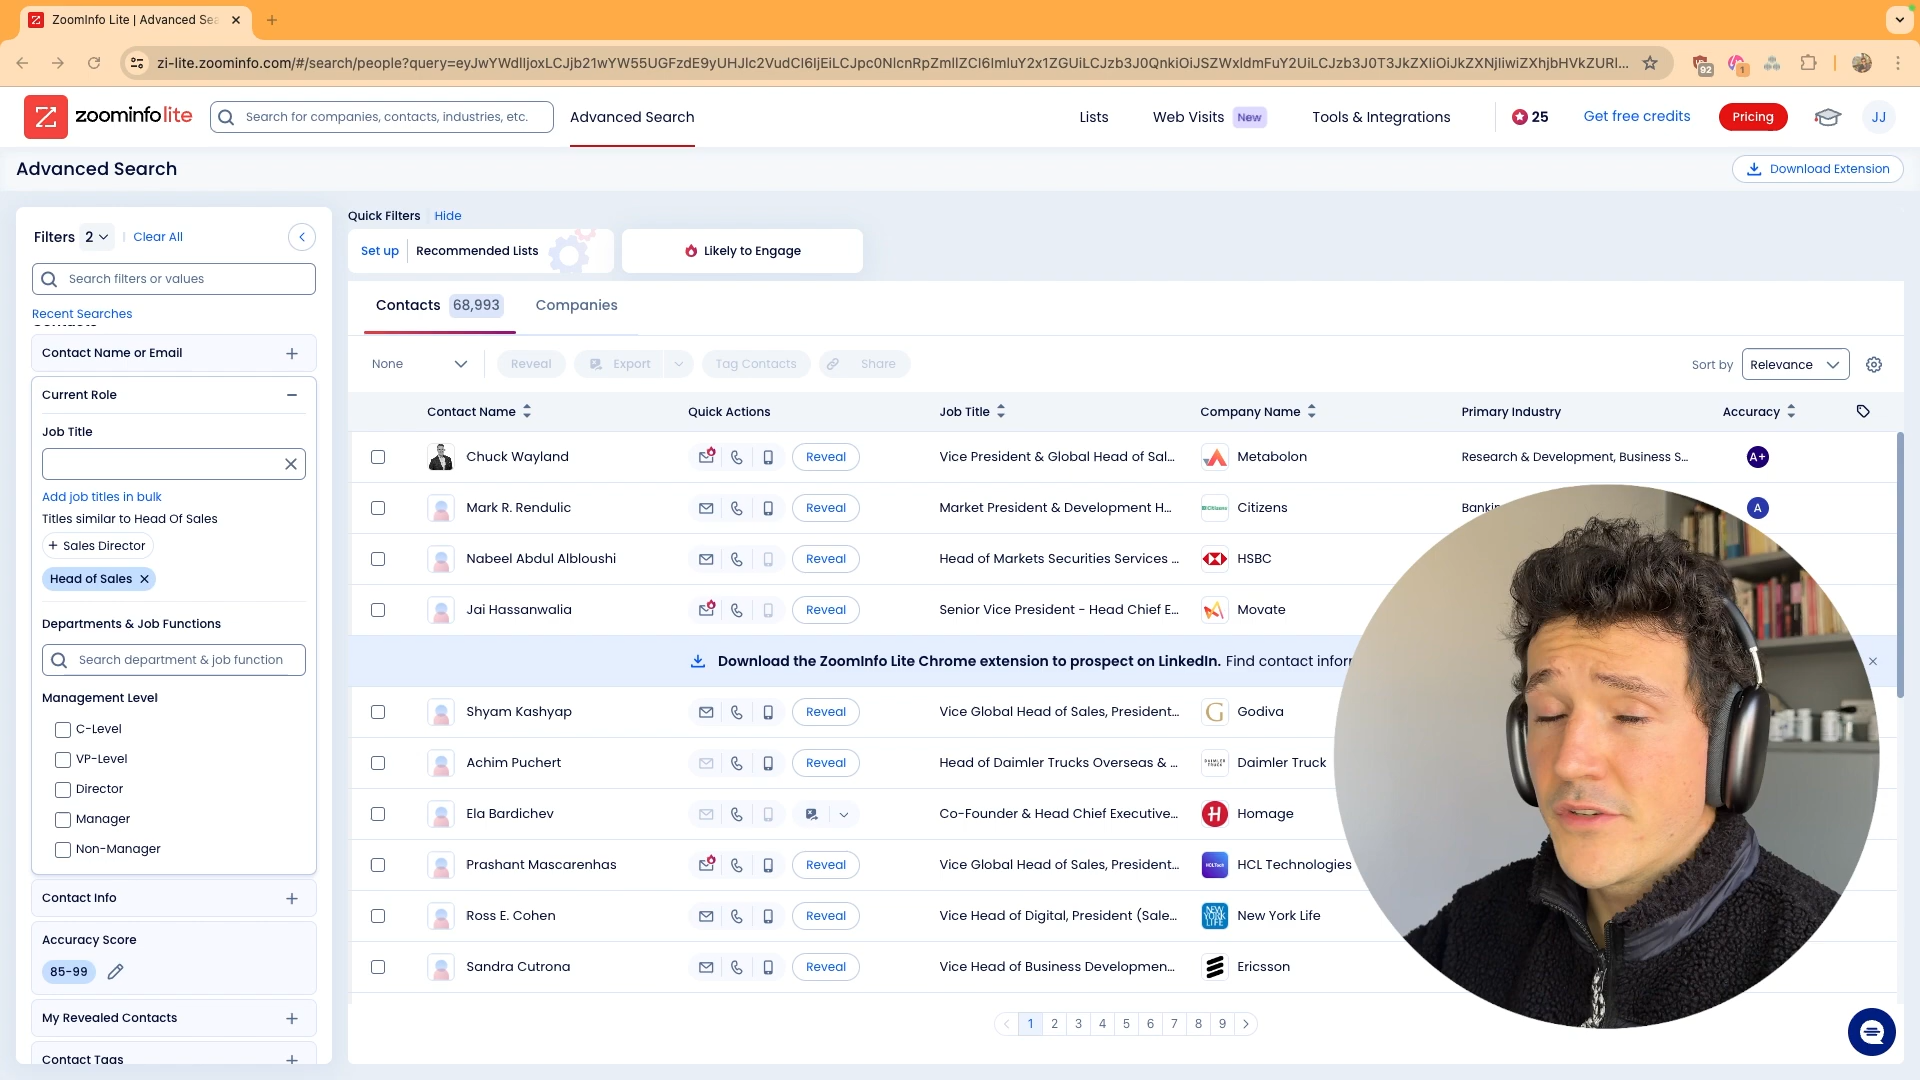 ZoomInfo Lite | Advanced Sea
zi-lite.zoominfo.com/#/search/people?query=
92
1
zoominfo lite
Search for companies, contacts, industries, etc.
Advanced Search
Lists
Web Visits
New
Tools & Integrations
25
Get free credits
Pricing
JJ
Advanced Search
Download Extension
Filters
2
Clear All
Search filters or values
Recent Searches
Contact Name or Email
Current Role
Job Title
Add job titles in bulk
Titles similar to Head Of Sales
+ Sales Director
Head of Sales
Departments & Job Functions
Search department & job function
Management Level
C-Level
VP-Level
Director
Manager
Non-Manager
Contact Info
Accuracy Score
85-99
My Revealed Contacts
Contact Tags
Quick Filters
Hide
Set up
Recommended Lists
Likely to Engage
Contacts 68,993
Companies
None
Reveal
Export
Tag Contacts
Share
Sort by
Relevance
Contact Name
Quick Actions
Job Title
Company Name
Primary Industry
Accuracy
Chuck Wayland
Reveal
Vice President & Global Head of Sal...
Metabolon
Research & Development, Business S...
A+
Mark R. Rendulic
Reveal
Market President & Development H...
Citizens
A
Nabeel Abdul Albloushi
Reveal
Head of Markets Securities Services ...
HSBC
Jai Hassanwalia
Reveal
Senior Vice President - Head Chief E...
Movate
Download the ZoomInfo Lite Chrome extension to prospect on LinkedIn. Find contact infor
Shyam Kashyap
Reveal
Vice Global Head of Sales, President...
Godiva
Achim Puchert
Reveal
Head of Daimler Trucks Overseas & ...
Daimler Truck
Ela Bardichev
Co-Founder & Head Chief Executive...
Homage
Prashant Mascarenhas
Reveal
Vice Global Head of Sales, President...
HCL Technologies
Ross E. Cohen
Reveal
Vice Head of Digital, President (Sale...
NEW YORK LIFE
New York Life
Sandra Cutrona
Reveal
Vice Head of Business Developmen...
Ericsson
1 2 3 4 5 6 7 8 9